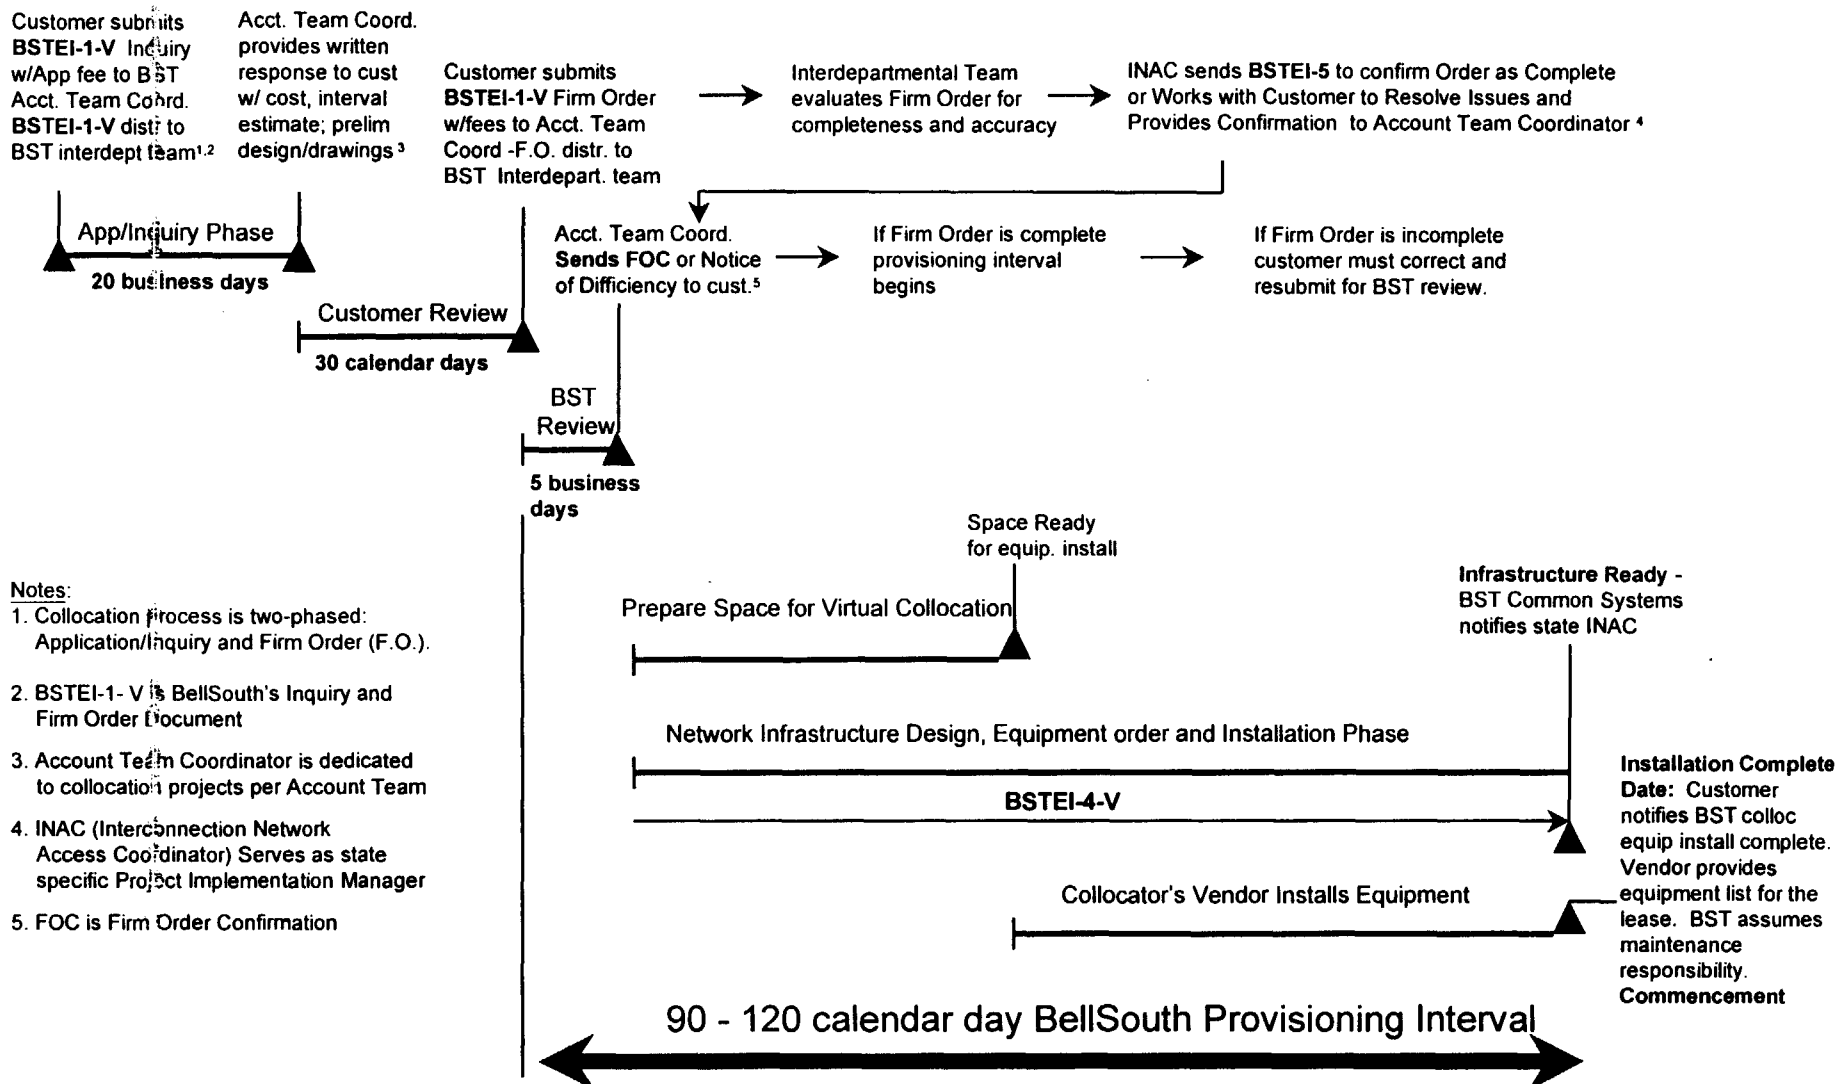 Customer submits
BSTEI-1-V Inquiry
w/App fee to BST
Acct. Team Coord.
BSTEI-1-V distr to
BST interdept team1,2
Acct. Team Coord.
provides written
response to cust
w/ cost, interval
estimate; prelim
design/drawings 3
Customer submits
BSTEI-1-V Firm Order
w/fees to Acct. Team
Coord -F.O. distr. to
BST Interdepart. team
Interdepartmental Team
evaluates Firm Order for
completeness and accuracy
INAC sends BSTEI-5 to confirm Order as Complete
or Works with Customer to Resolve Issues and
Provides Confirmation to Account Team Coordinator 4
App/Inquiry Phase
20 business days
Acct. Team Coord.
Sends FOC or Notice
of Difficiency to cust.5
If Firm Order is complete
provisioning interval
begins
If Firm Order is incomplete
customer must correct and
resubmit for BST review.
Customer Review
30 calendar days
BST
Review
5 business
days
Space Ready
for equip. install
Prepare Space for Virtual Collocation
Infrastructure Ready -
BST Common Systems
notifies state INAC
Notes:
1. Collocation process is two-phased:
Application/Inquiry and Firm Order (F.O.).
2. BSTEI-1- V is BellSouth's Inquiry and
Firm Order Document
3. Account Team Coordinator is dedicated
to collocation projects per Account Team
4. INAC (Interconnection Network
Access Coordinator) Serves as state
specific Project Implementation Manager
5. FOC is Firm Order Confirmation
Network Infrastructure Design, Equipment order and Installation Phase
BSTEI-4-V
Collocator's Vendor Installs Equipment
Installation Complete
Date: Customer
notifies BST colloc
equip install complete.
Vendor provides
equipment list for the
lease. BST assumes
maintenance
responsibility.
Commencement
90 - 120 calendar day BellSouth Provisioning Interval